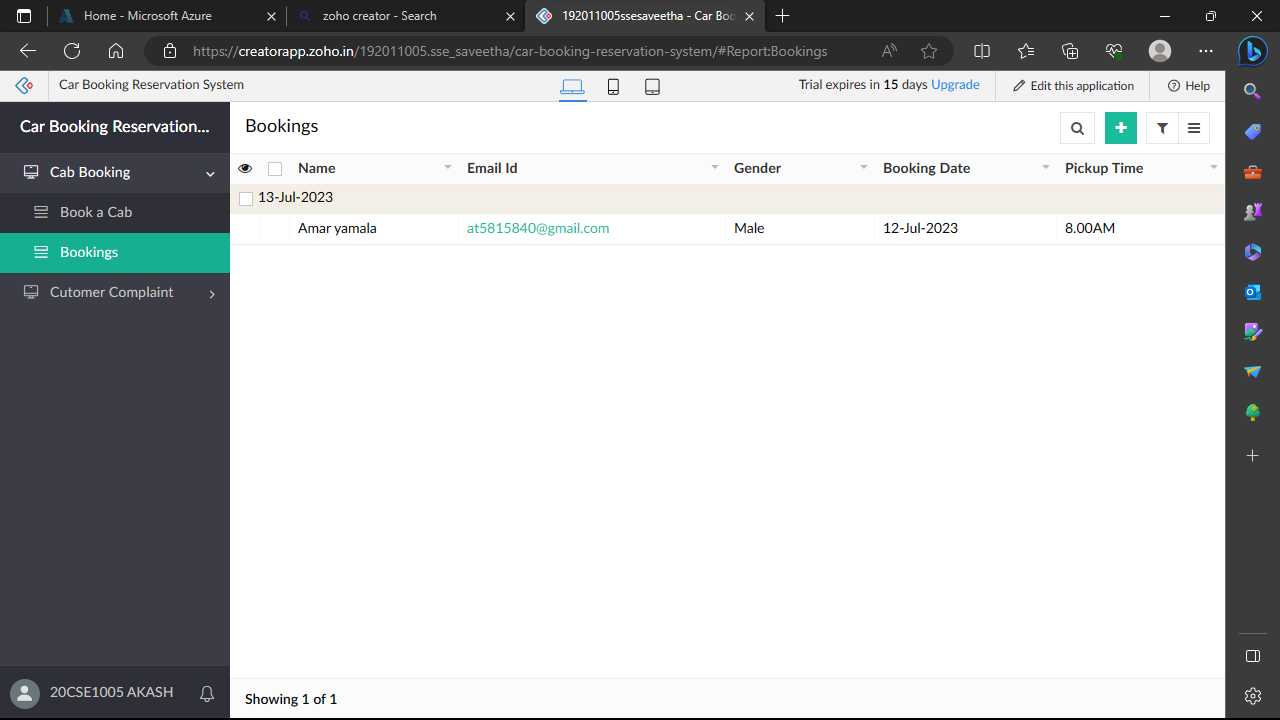 Home - Microsoft Azure
zoho creator - Search
192011005ssesaveetha - Car Boo
https://creatorapp.zoho.in/192011005.sse_saveetha/car-booking-reservation-system/#Report:Bookings
Car Booking Reservation System
Trial expires in 15 days Upgrade
Edit this application
Help
Car Booking Reservation...
Cab Booking
Book a Cab
Bookings
Cutomer Complaint
20CSE1005 AKASH
Bookings
Name Email Id Gender Booking Date Pickup Time
13-Jul-2023
Amar yamala at5815840@gmail.com Male 12-Jul-2023 8.00AM
Showing 1 of 1